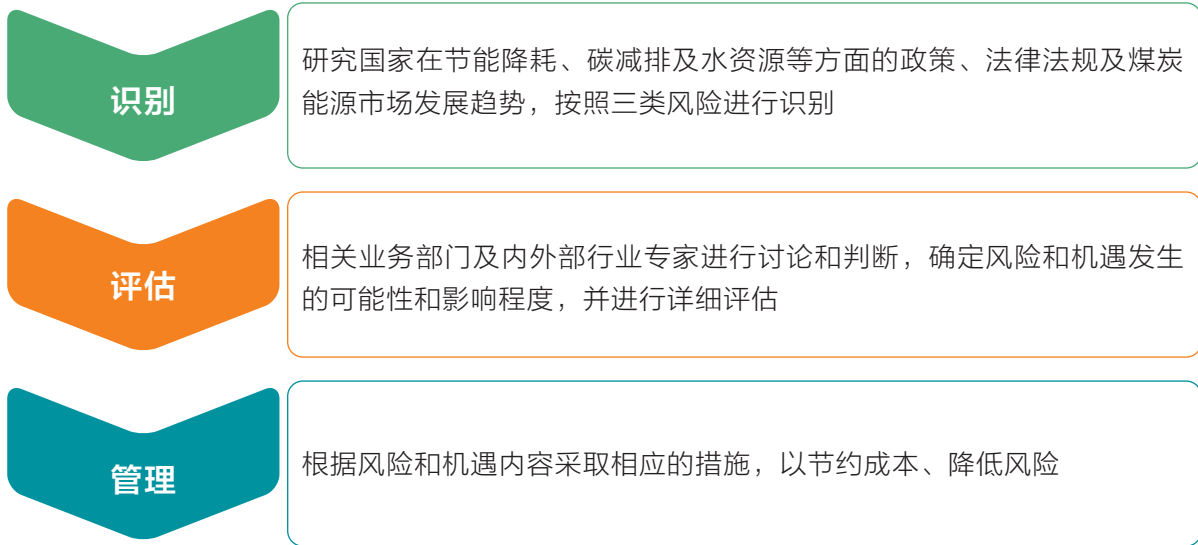 识别
研究国家在节能降耗、碳减排及水资源等方面的政策、法律法规及煤炭
能源市场发展趋势，按照三类风险进行识别
评估
相关业务部门及内外部行业专家进行讨论和判断，确定风险和机遇发生
的可能性和影响程度，并进行详细评估
管理
根据风险和机遇内容采取相应的措施，以节约成本、降低风险